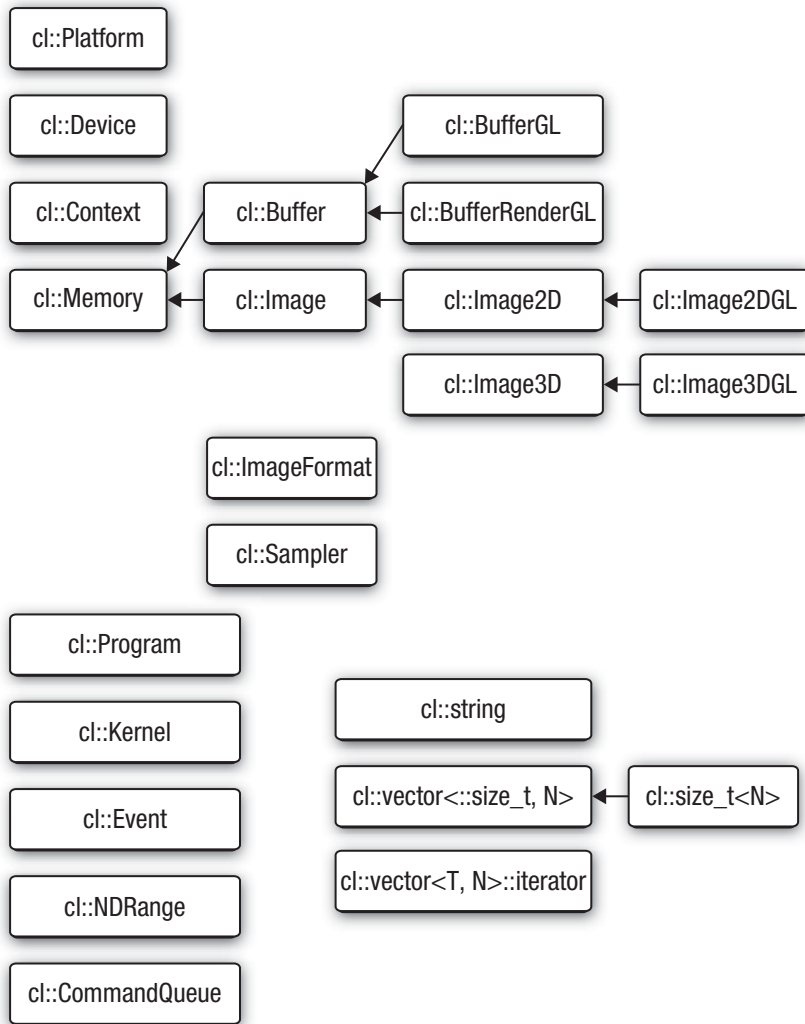 cl::Platform
cl::Device
cl::BufferGL
cl::Context
cl::Buffer
cl::BufferRenderGL
cl::Memory
cl::Image
cl::Image2D
cl::Image2DGL
cl::Image3D
cl::Image3DGL
cl::ImageFormat
cl::Sampler
cl::Program
cl::Kernel
cl::Event
cl::NDRange
cl::CommandQueue
cl::string
cl::vector<::size_t, N>
cl::size_t<N>
cl::vector<T, N>::iterator